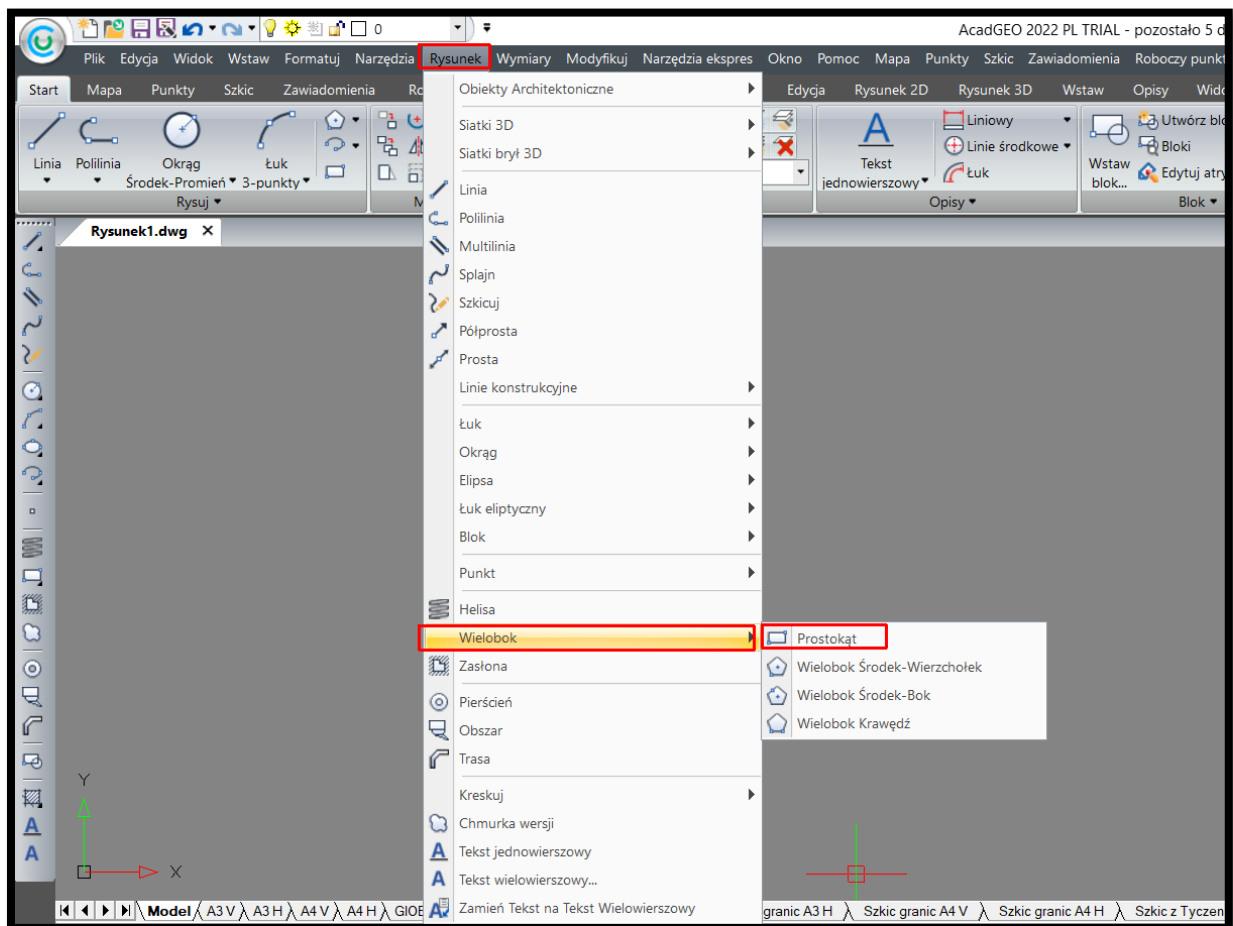 0
AcadGEO 2022 PL TRIAL - pozostało 5 d
Plik Edycja Widok Wstaw Formatuj Narzędzia Rysunek Wymiary Modyfikuj Narzędzia ekspres Okno Pomoc Mapa Punkty Szkic Zawiadomienia Roboczy punkt
Start Mapa Punkty Szkic Zawiadomienia Ro Edycja Rysunek 2D Rysunek 3D Wstaw Opisy Wido
Linia
Polilinia
Okrąg
Środek-Promień
Łuk
3-punkty
Rysuj
M
Tekst
jednowierszowy
Liniowy
Linie środkowe
Łuk
Opisy
Wstaw
blok...
Utwórz blo
Bloki
Edytuj atry
Blok
Rysunek1.dwg X
Obiekty Architektoniczne
Siatki 3D
Siatki brył 3D
Linia
Polilinia
Multilinia
Splajn
Szkicuj
Półprosta
Prosta
Linie konstrukcyjne
Łuk
Okrąg
Elipsa
Łuk eliptyczny
Blok
Punkt
Helisa
Wielobok
Zasłona
Pierścień
Obszar
Trasa
Kreskuj
Chmurka wersji
Tekst jednowierszowy
Tekst wielowierszowy...
Zamień Tekst na Tekst Wielowierszowy
Prostokąt
Wielobok Środek-Wierzchołek
Wielobok Środek-Bok
Wielobok Krawędź
Y
X
Model A3 V A3 H A4 V A4 H GIOE granic A3 H Szkic granic A4 V Szkic granic A4 H Szkic z Tyczen